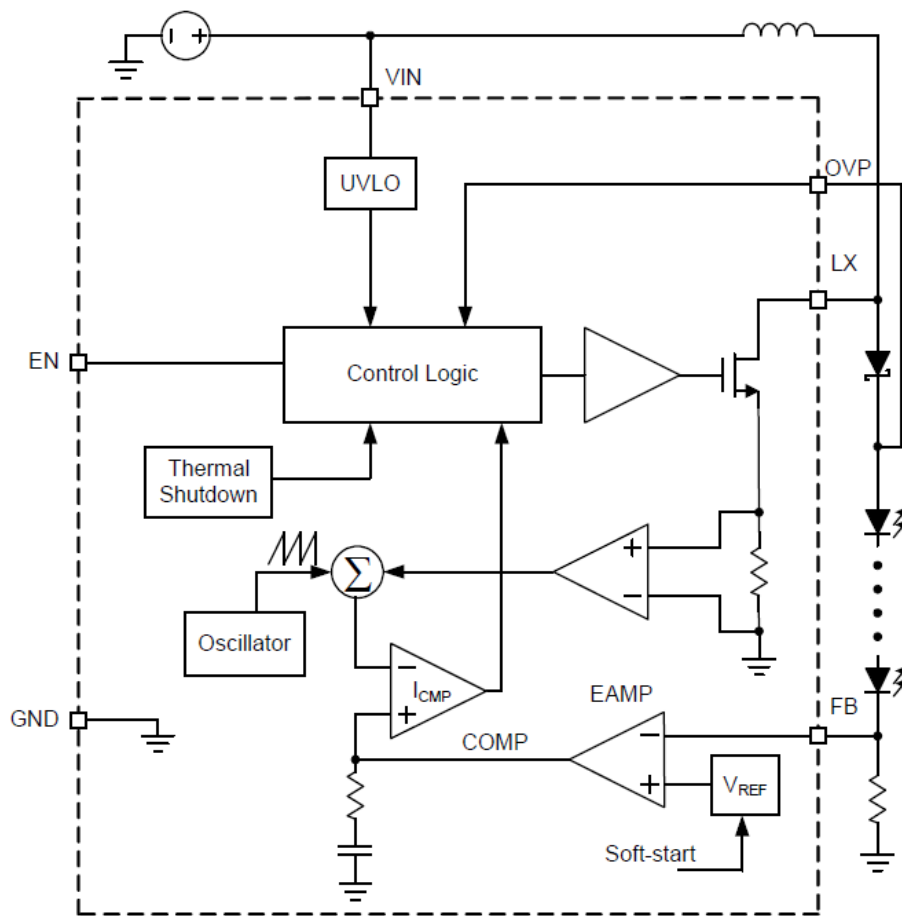 VIN
UVLO
OVP
LX
EN
Control Logic
Thermal
Shutdown
+
−
Σ
Oscillator
−
I_CMP
+
EAMP
FB
GND
COMP
−
+
V_REF
Soft-start